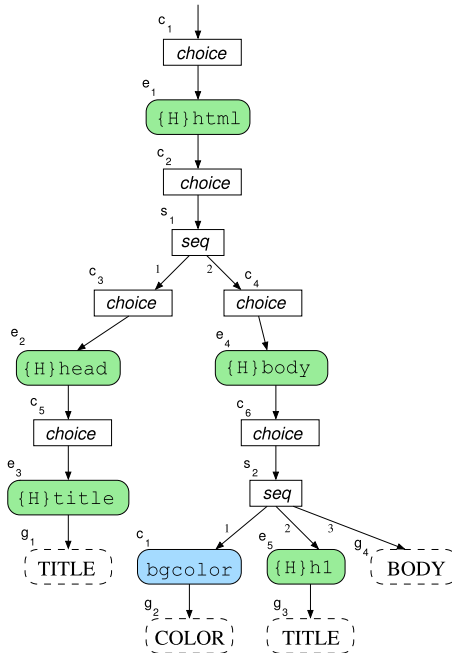 c1
choice
e1
{H}html
c2
choice
s1
seq
1 2
c3 c4
choice choice
e2 e4
{H}head {H}body
c5 c6
choice choice
e3 s2
{H}title seq
g1 1 2 3
c1 e5 g4
TITLE bgcolor {H}h1 BODY
g2 g3
COLOR TITLE